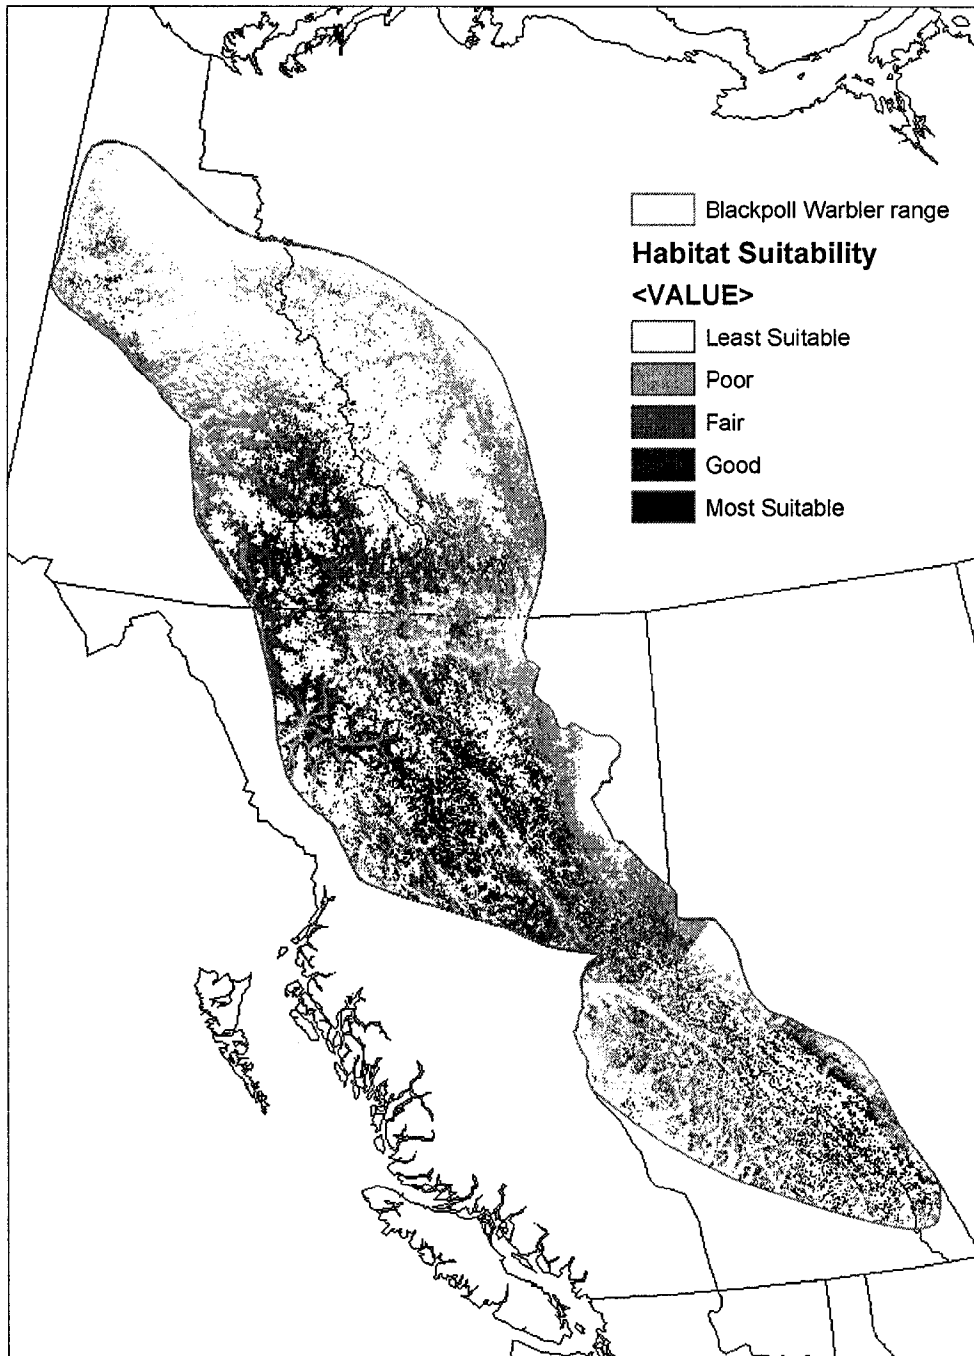 Blackpoll Warbler range
Habitat Suitability
<VALUE>
Least Suitable
Poor
Fair
Good
Most Suitable